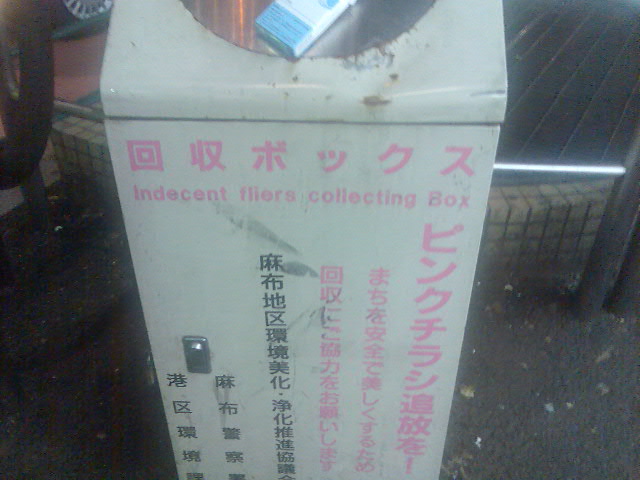 回収ボックス
Indecent fliers collecting Box
ピンクチラシ追放を!
まちを安全で美しくするため
回収にご協力をお願いします
麻布地区環境美化・浄化推進協議会
麻布警察署
港区環境課